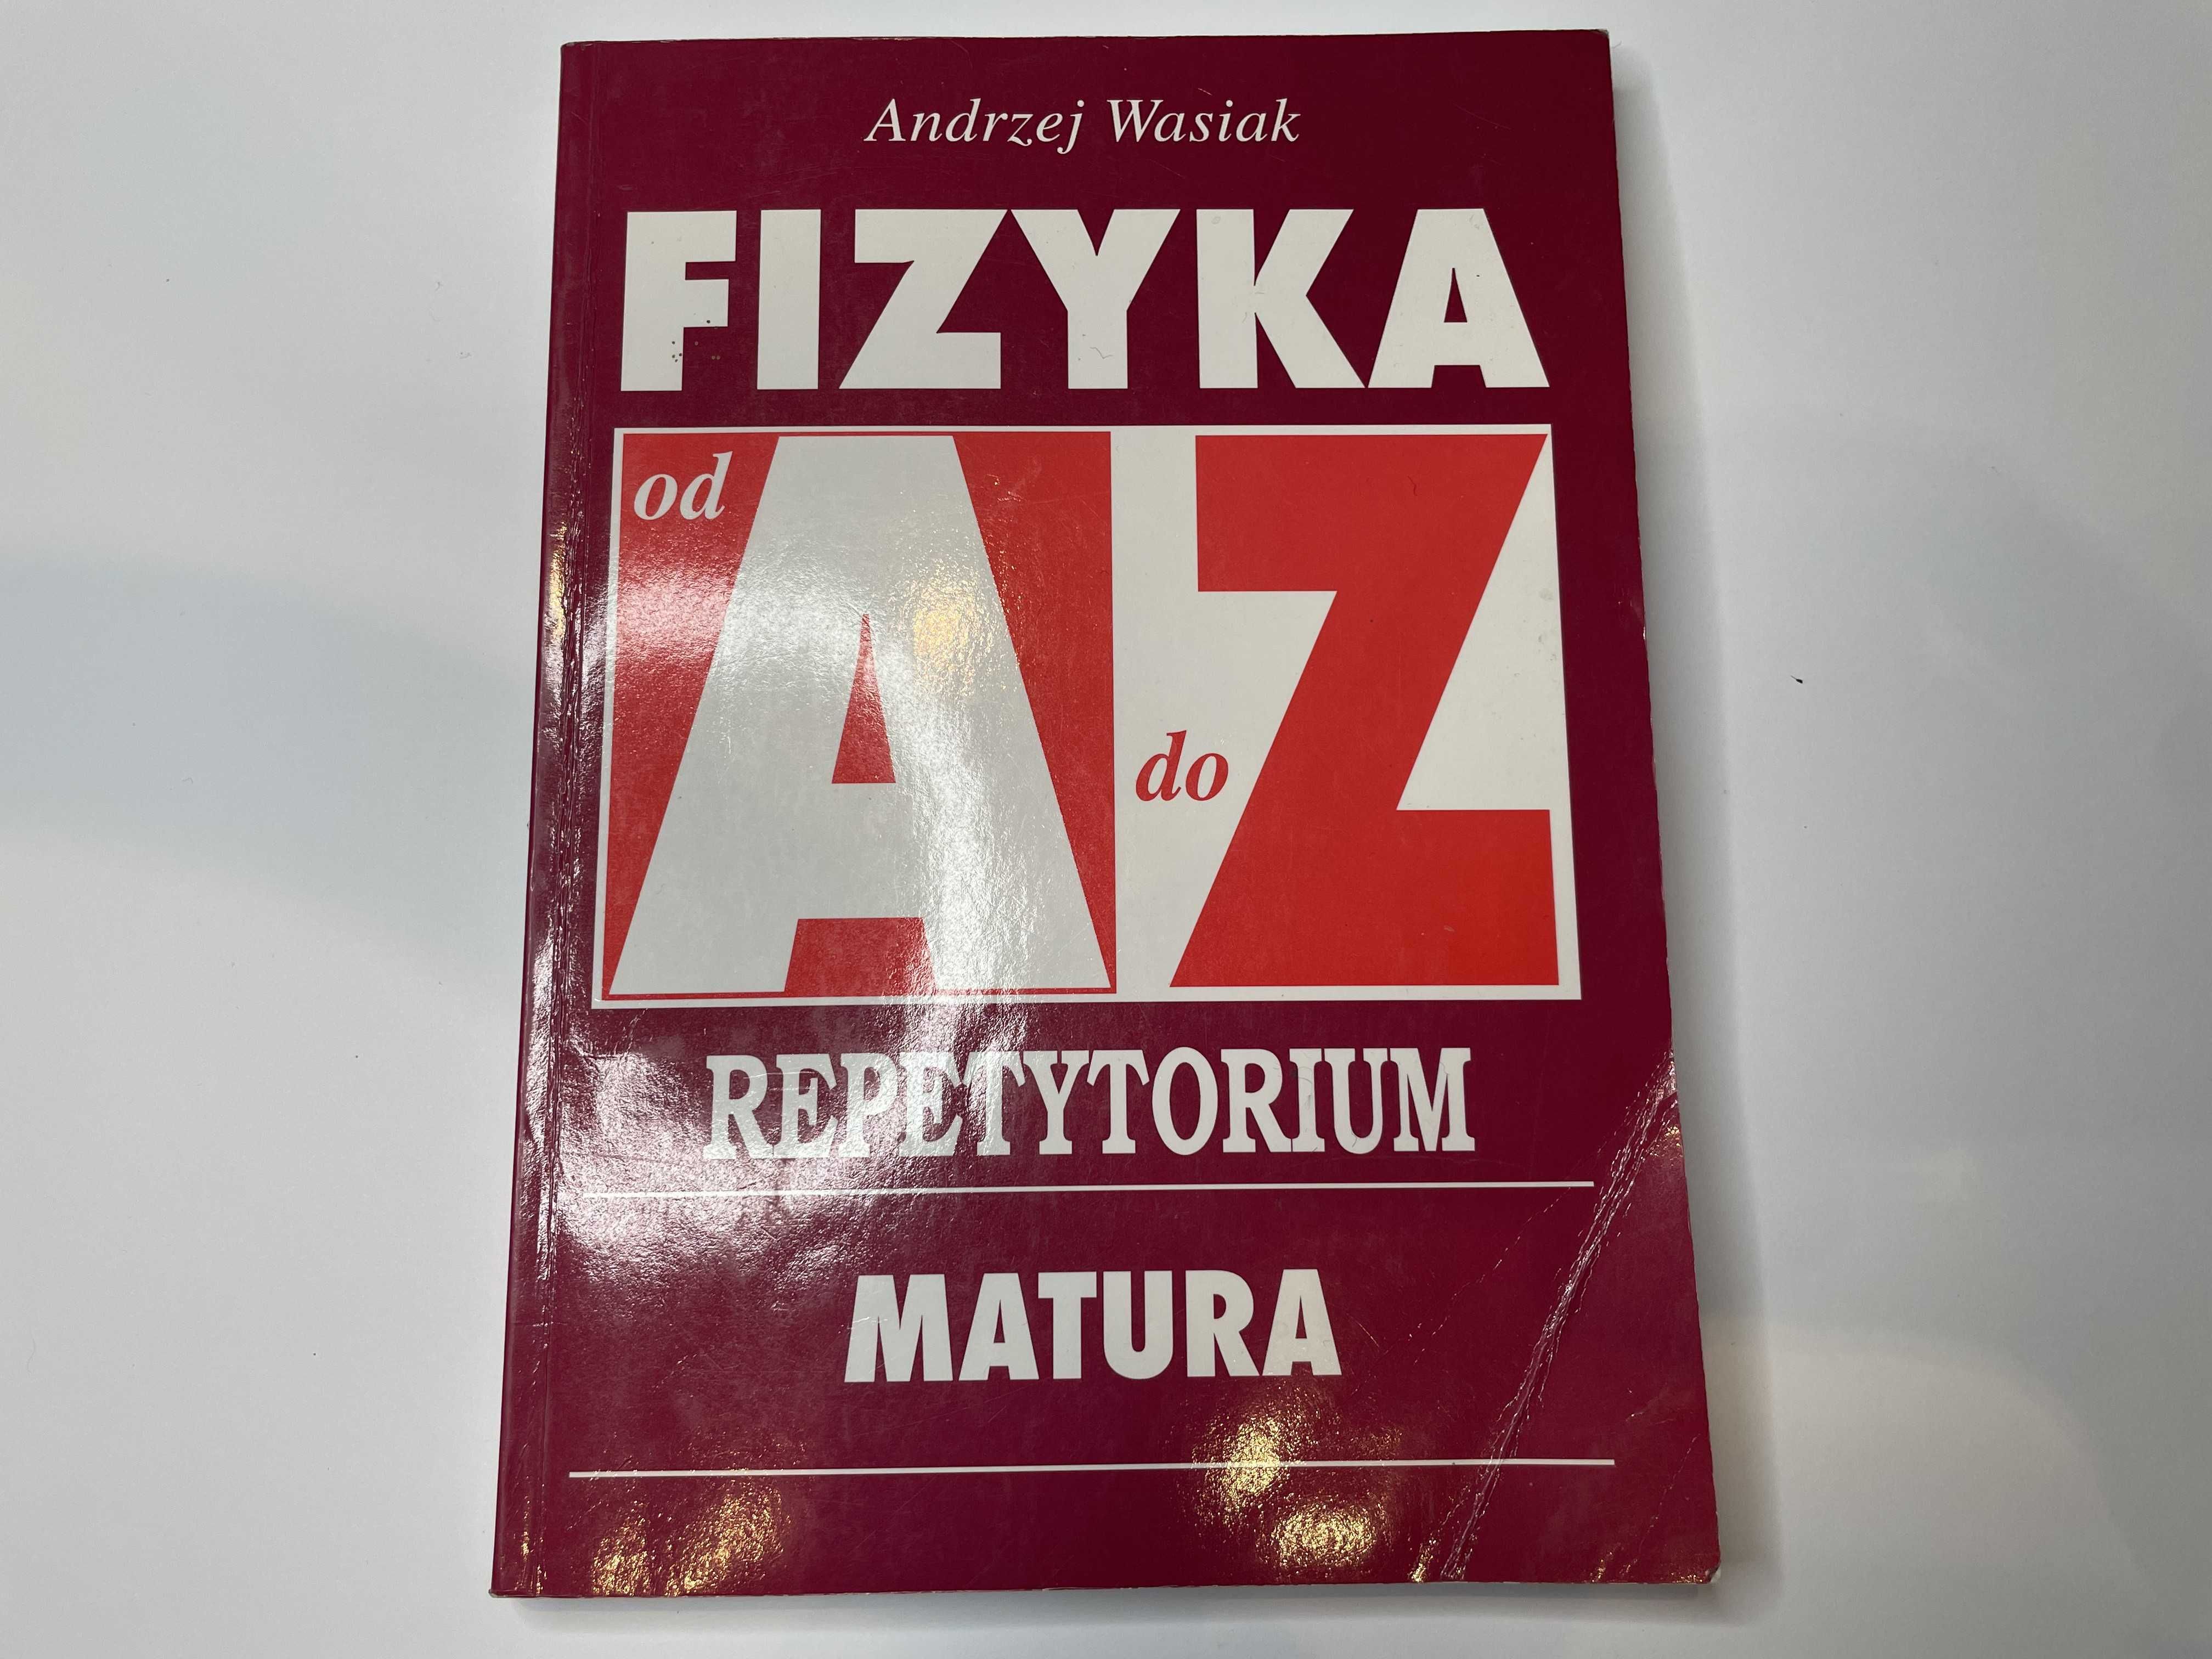 Andrzej Wasiak
FIZYKA
od A do Z
REPETYTORIUM
MATURA